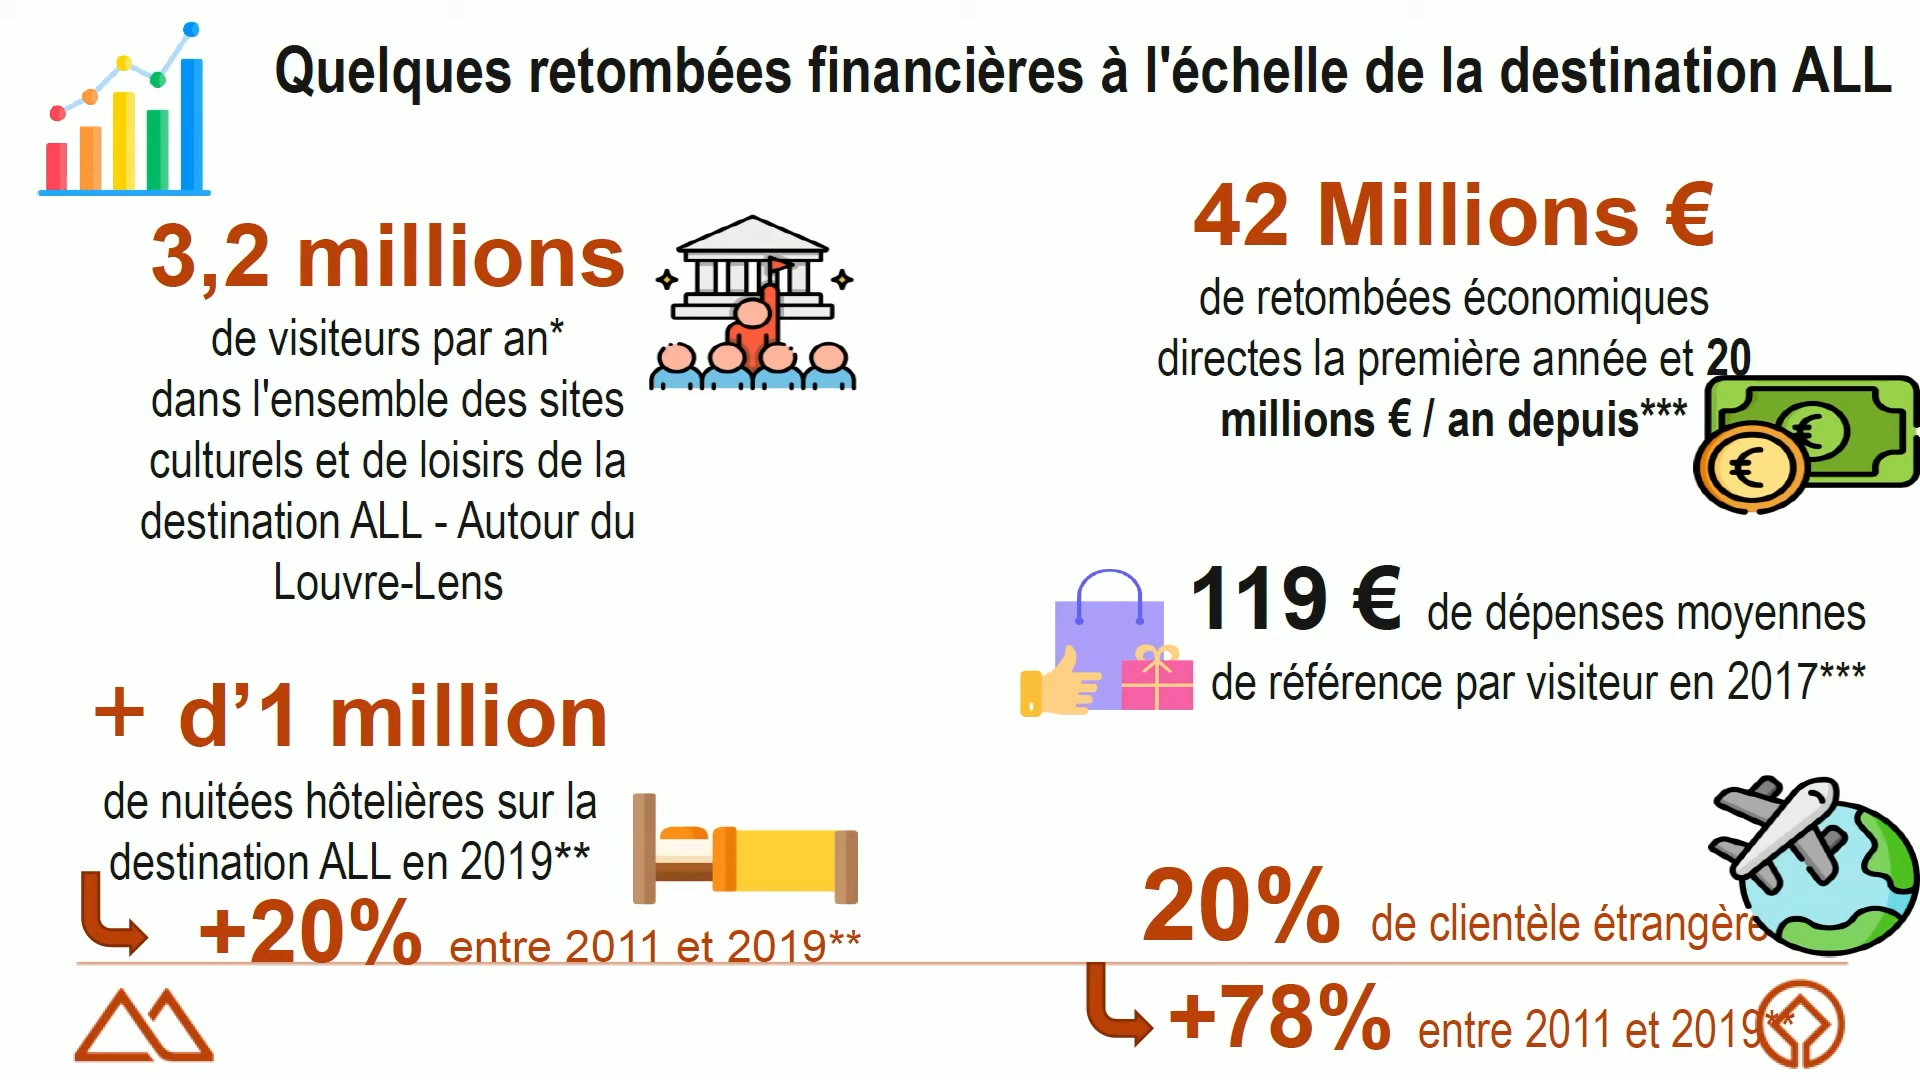 Quelques retombées financières à l'échelle de la destination ALL
3,2 millions
de visiteurs par an*
dans l'ensemble des sites
culturels et de loisirs de la
destination ALL - Autour du
Louvre-Lens
+ d’1 million
de nuitées hôtelières sur la
destination ALL en 2019**
+20% entre 2011 et 2019**
42 Millions €
de retombées économiques
directes la première année et 20
millions € / an depuis***
119 € de dépenses moyennes
de référence par visiteur en 2017***
20% de clientèle étrangère
+78% entre 2011 et 2019**